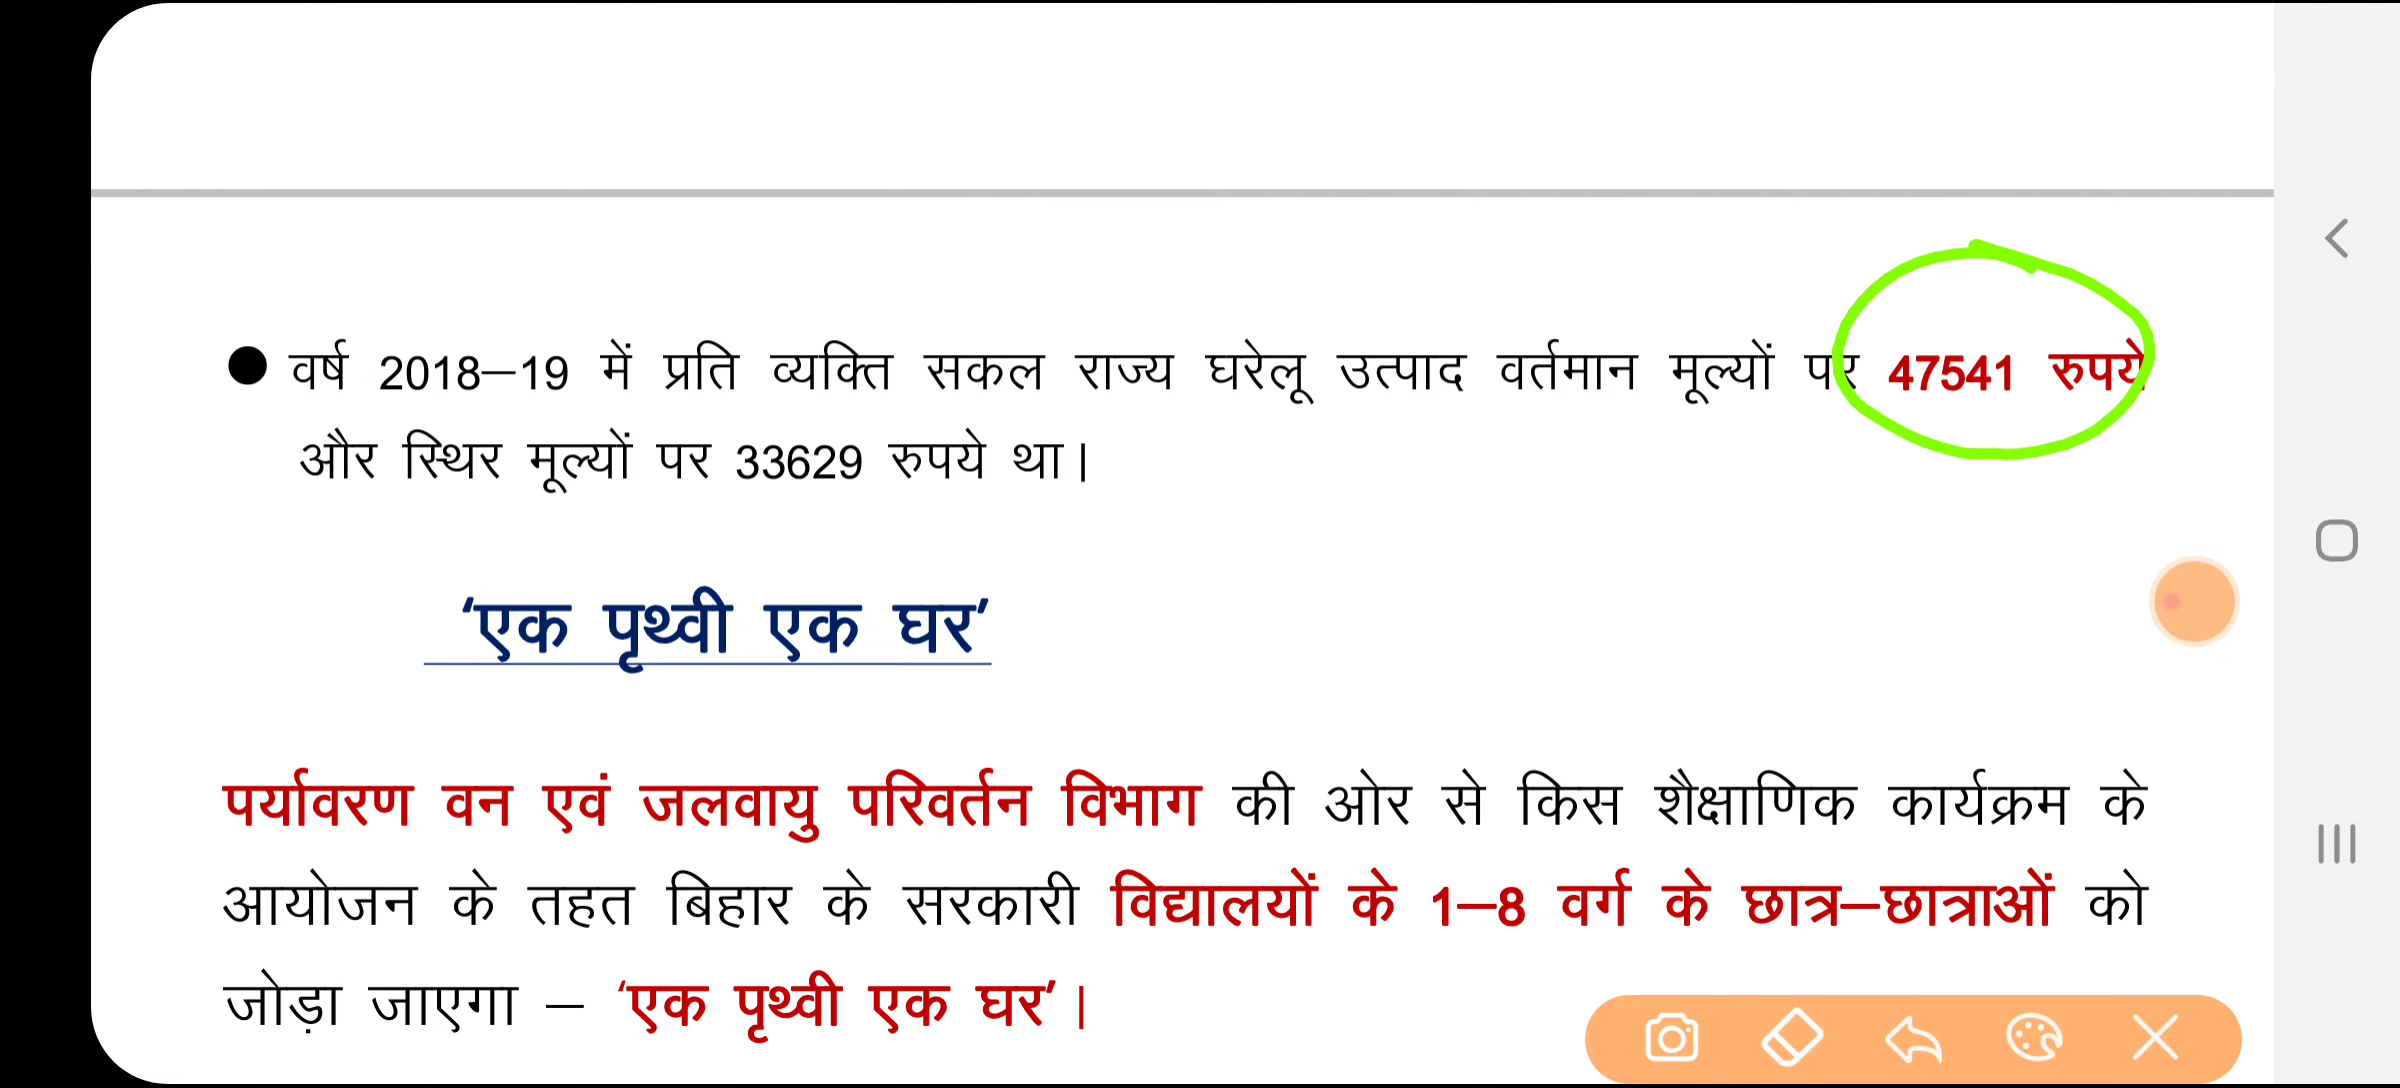 ● वर्ष 2018–19 में प्रति व्यक्ति सकल राज्य घरेलू उत्पाद वर्तमान मूल्यों पर 47541 रुपये
और स्थिर मूल्यों पर 33629 रुपये था।
‘एक पृथ्वी एक घर’
पर्यावरण वन एवं जलवायु परिवर्तन विभाग की ओर से किस शैक्षाणिक कार्यक्रम के
आयोजन के तहत बिहार के सरकारी विद्यालयों के 1–8 वर्ग के छात्र–छात्राओं को
जोड़ा जाएगा – ‘एक पृथ्वी एक घर’।